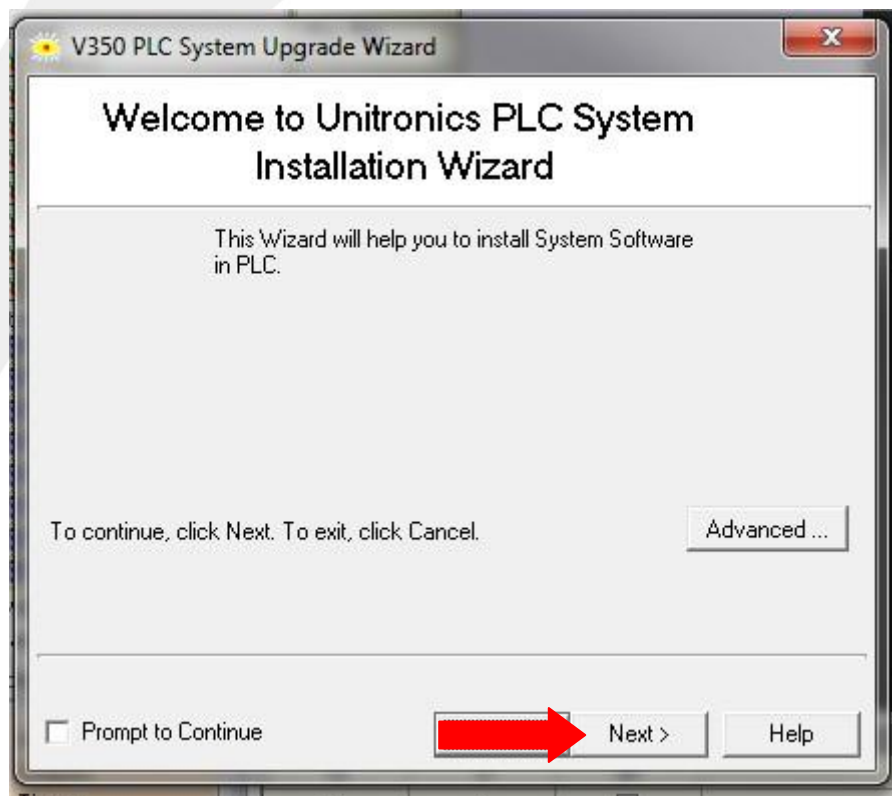 V350 PLC System Upgrade Wizard
Welcome to Unitronics PLC System
Installation Wizard
This Wizard will help you to install System Software
in PLC.
To continue, click Next. To exit, click Cancel.
Advanced ...
Prompt to Continue
Next >
Help